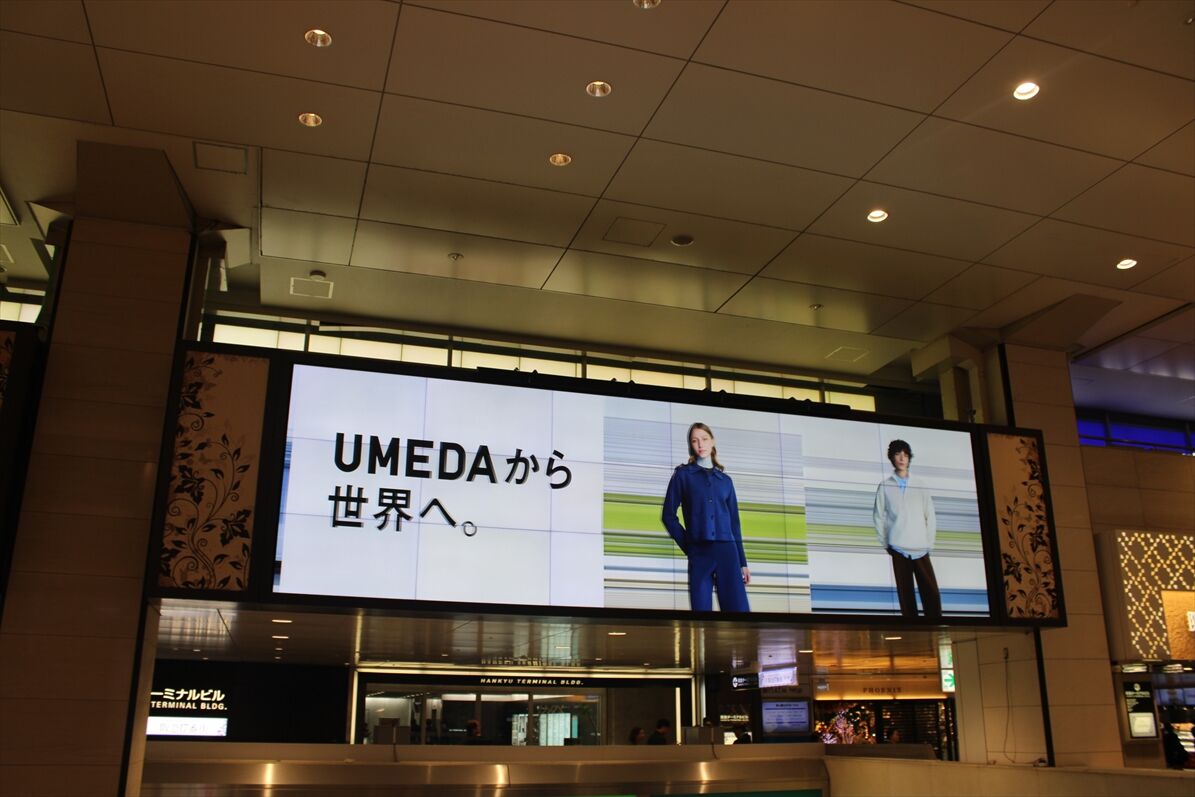 UMEDAから
世界へ。
ーミナルビル
TERMINAL BLDG.
HANKYU TERMINAL BLDG.
PHOENIX